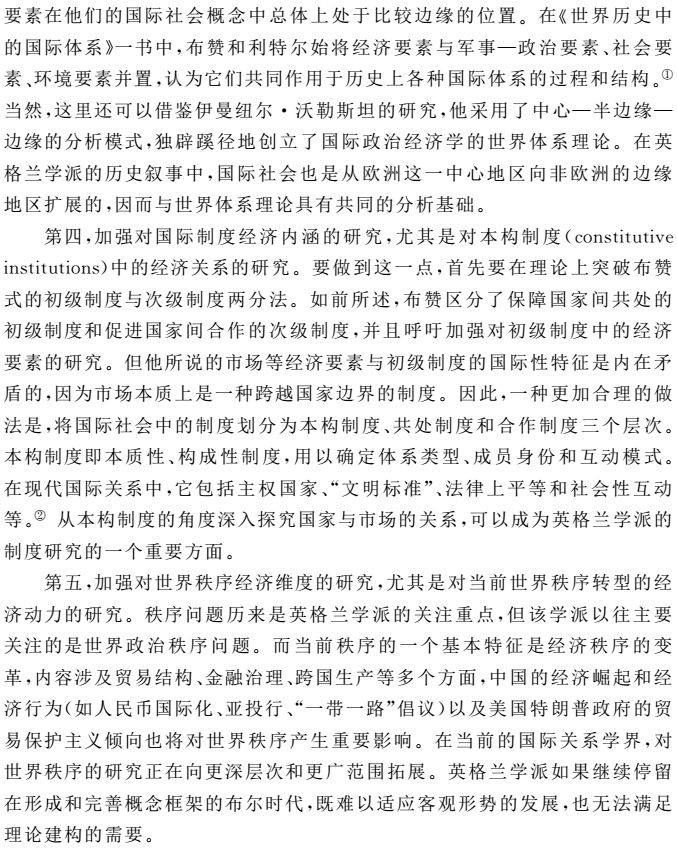 要素在他们的国际社会概念中总体上处于比较边缘的位置。在《世界历史中
的国际体系》一书中,布赞和利特尔始将经济要素与军事—政治要素、社会要
素、环境要素并置,认为它们共同作用于历史上各种国际体系的过程和结构。①
当然,这里还可以借鉴伊曼纽尔·沃勒斯坦的研究,他采用了中心—半边缘—
边缘的分析模式,独辟蹊径地创立了国际政治经济学的世界体系理论。在英
格兰学派的历史叙事中,国际社会也是从欧洲这一中心地区向非欧洲的边缘
地区扩展的,因而与世界体系理论具有共同的分析基础。
第四,加强对国际制度经济内涵的研究,尤其是对本构制度(constitutive
institutions)中的经济关系的研究。要做到这一点,首先要在理论上突破布赞
式的初级制度与次级制度两分法。如前所述,布赞区分了保障国家间共处的
初级制度和促进国家间合作的次级制度,并且呼吁加强对初级制度中的经济
要素的研究。但他所说的市场等经济要素与初级制度的国际性特征是内在矛
盾的,因为市场本质上是一种跨越国家边界的制度。因此,一种更加合理的做
法是,将国际社会中的制度划分为本构制度、共处制度和合作制度三个层次。
本构制度即本质性、构成性制度,用以确定体系类型、成员身份和互动模式。
在现代国际关系中,它包括主权国家、“文明标准”、法律上平等和社会性互动
等。② 从本构制度的角度深入探究国家与市场的关系,可以成为英格兰学派的
制度研究的一个重要方面。
第五,加强对世界秩序经济维度的研究,尤其是对当前世界秩序转型的经
济动力的研究。秩序问题历来是英格兰学派的关注重点,但该学派以往主要
关注的是世界政治秩序问题。而当前秩序的一个基本特征是经济秩序的变
革,内容涉及贸易结构、金融治理、跨国生产等多个方面,中国的经济崛起和经
济行为(如人民币国际化、亚投行、“一带一路”倡议)以及美国特朗普政府的贸
易保护主义倾向也将对世界秩序产生重要影响。在当前的国际关系学界,对
世界秩序的研究正在向更深层次和更广范围拓展。英格兰学派如果继续停留
在形成和完善概念框架的布尔时代,既难以适应客观形势的发展,也无法满足
理论建构的需要。